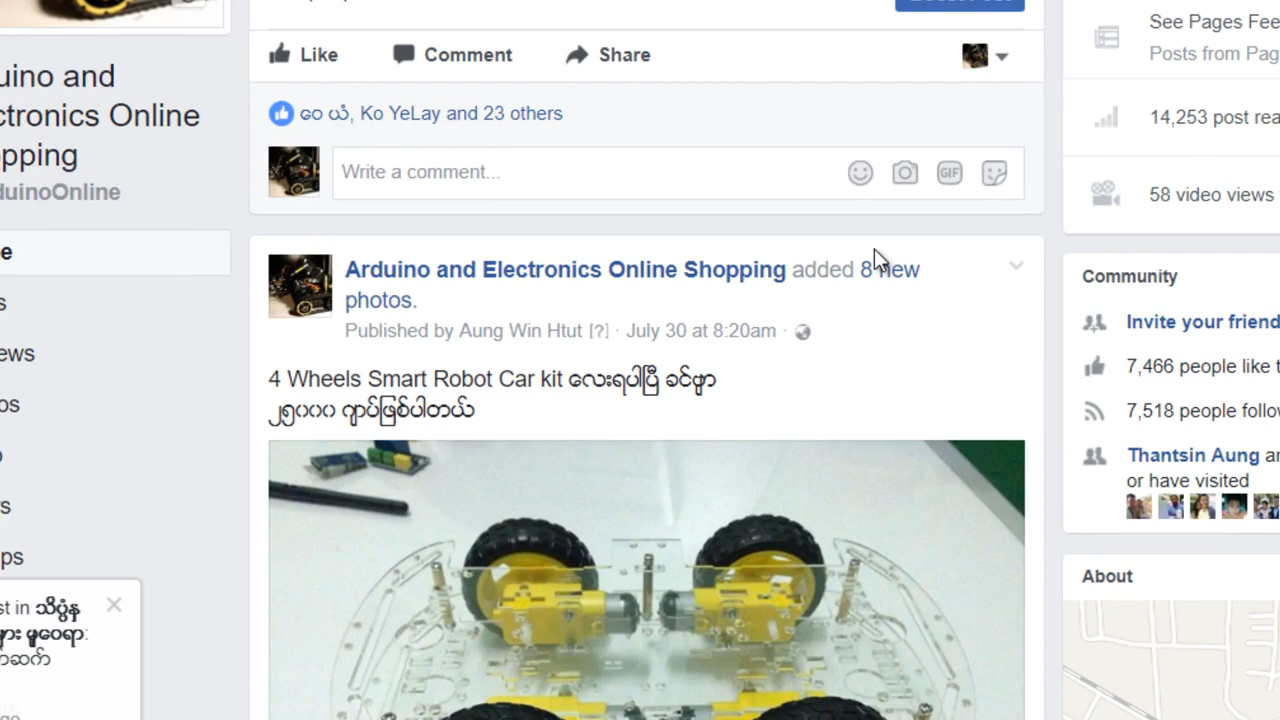 uino and
ctronics Online
pping
duinoOnline
Like
Comment
Share
ဝေ ယံ, Ko YeLay and 23 others
Write a comment...
GIF
Arduino and Electronics Online Shopping added 8 new
photos.
Published by Aung Win Htut [?] · July 30 at 8:20am ·
4 Wheels Smart Robot Car kit လေးရပါပြီ ခင်ဗျာ
၂၅၀၀၀ ကျပ်ဖြစ်ပါတယ်
See Pages Fee
Posts from Pag
14,253 post rea
58 video views
Community
Invite your friend
7,466 people like t
7,518 people follo
Thantsin Aung a
or have visited
About